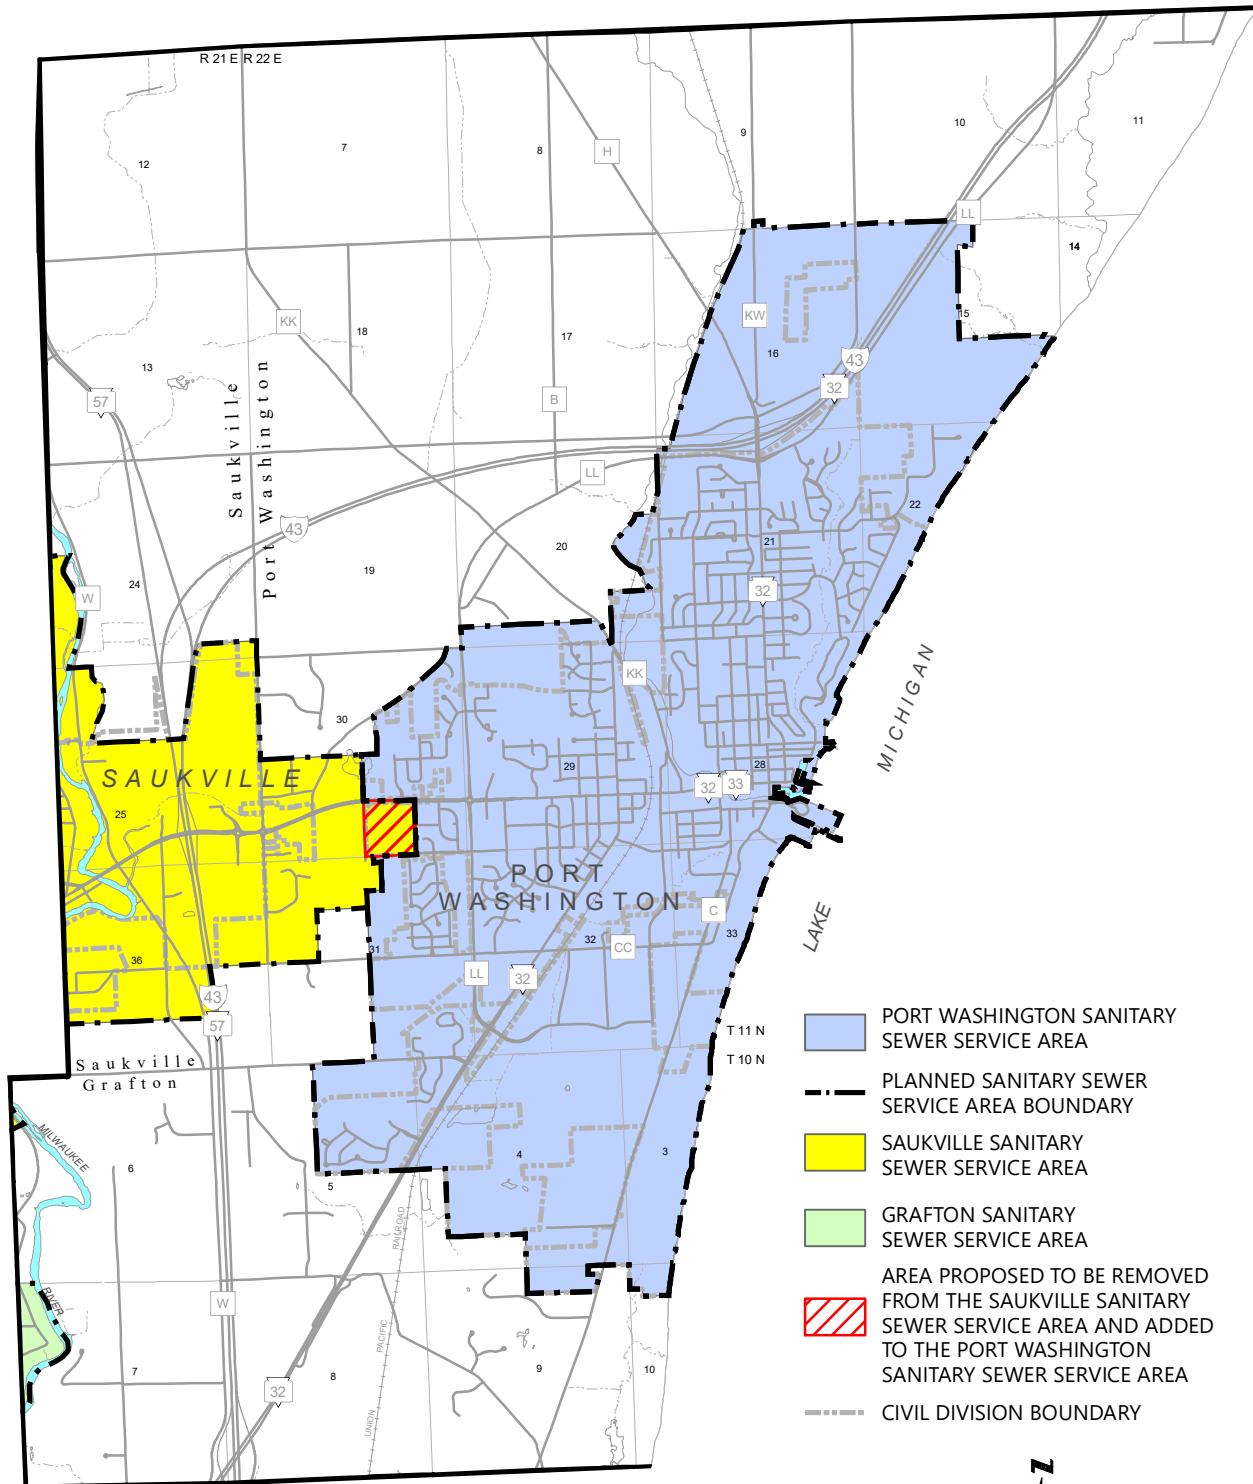 R 21 E R 22 E
11
10
9
12
7
8
H
LL
14
KW
15
KK
18
17
16
13
43
32
57
B
Saukville
Port Washington
LL
22
43
21
20
19
24
32
W
MICHIGAN
KK
30
29
28
SAUKVILLE
32
33
25
PORT
WASHINGTON
C
LAKE
33
32
31
CC
36
LL
32
43
57
T 11 N
T 10 N
Saukville
Grafton
MILWAUKEE
6
4
3
5
RAILROAD
RIVER
W
PACIFIC
7
8
9
10
32
UNION
PORT WASHINGTON SANITARY
SEWER SERVICE AREA
PLANNED SANITARY SEWER
SERVICE AREA BOUNDARY
SAUKVILLE SANITARY
SEWER SERVICE AREA
GRAFTON SANITARY
SEWER SERVICE AREA
AREA PROPOSED TO BE REMOVED
FROM THE SAUKVILLE SANITARY
SEWER SERVICE AREA AND ADDED
TO THE PORT WASHINGTON
SANITARY SEWER SERVICE AREA
CIVIL DIVISION BOUNDARY
N